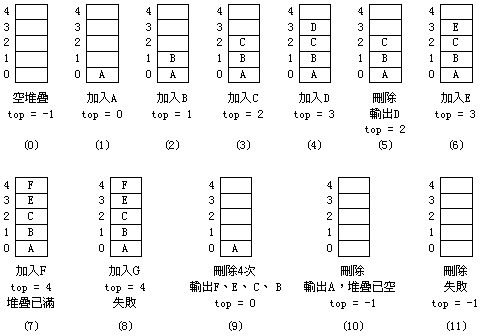 4 4 4 4 4 4 4
3 3 3 3 3 D 3 3 E
2 2 2 2 C 2 C 2 C 2 C
1 1 1 B 1 B 1 B 1 B 1 B
0 0 A 0 A 0 A 0 A 0 A 0 A
空堆疊 加入A 加入B 加入C 加入D 刪除 加入E
top = -1 top = 0 top = 1 top = 2 top = 3 輸出D top = 3
top = 2
(0) (1) (2) (3) (4) (5) (6)
4 F 4 F 4 4 4
3 E 3 E 3 3 3
2 C 2 C 2 2 2
1 B 1 B 1 1 1
0 A 0 A 0 A 0 0
加入F 加入G 刪除4次 刪除 刪除
top = 4 top = 4 輸出F、E、C、B 輸出A，堆疊已空 失敗
堆疊已滿 失敗 top = 0 top = -1 top = -1
(7) (8) (9) (10) (11)